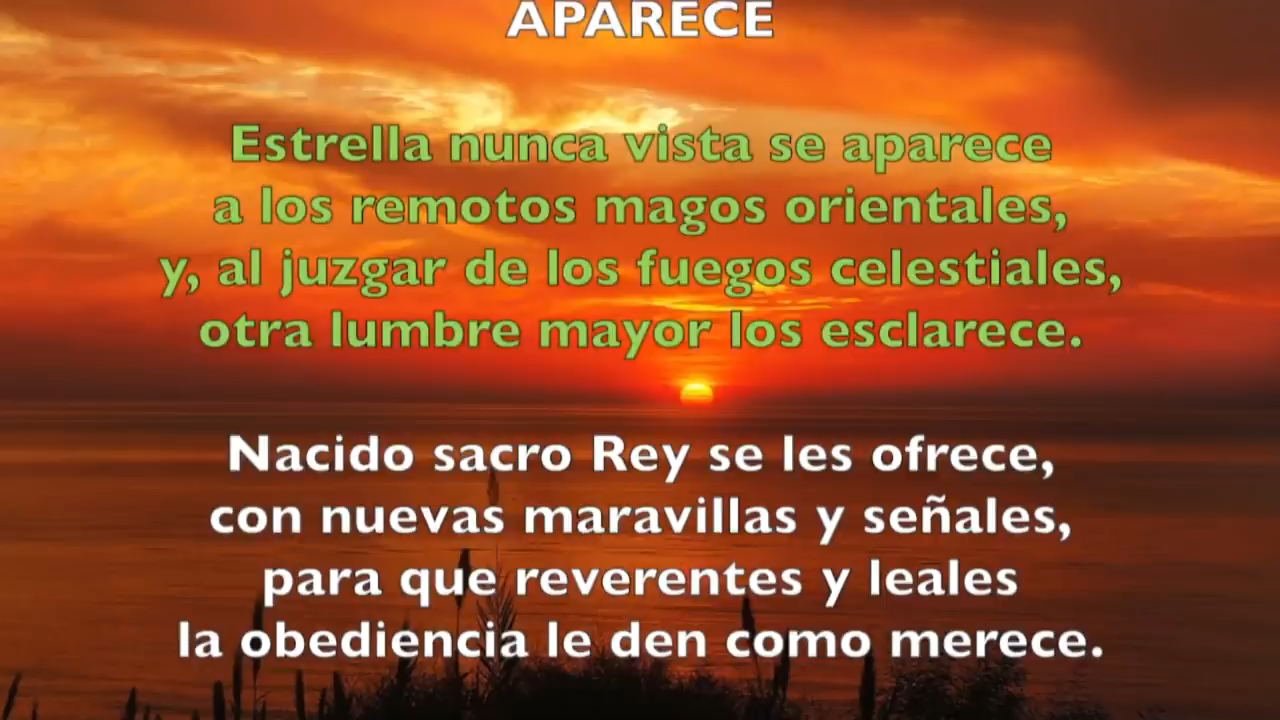 APARECE
Estrella nunca vista se aparece
a los remotos magos orientales,
y, al juzgar de los fuegos celestiales,
otra lumbre mayor los esclarece.
Nacido sacro Rey se les ofrece,
con nuevas maravillas y señales,
para que reverentes y leales
la obediencia le den como merece.